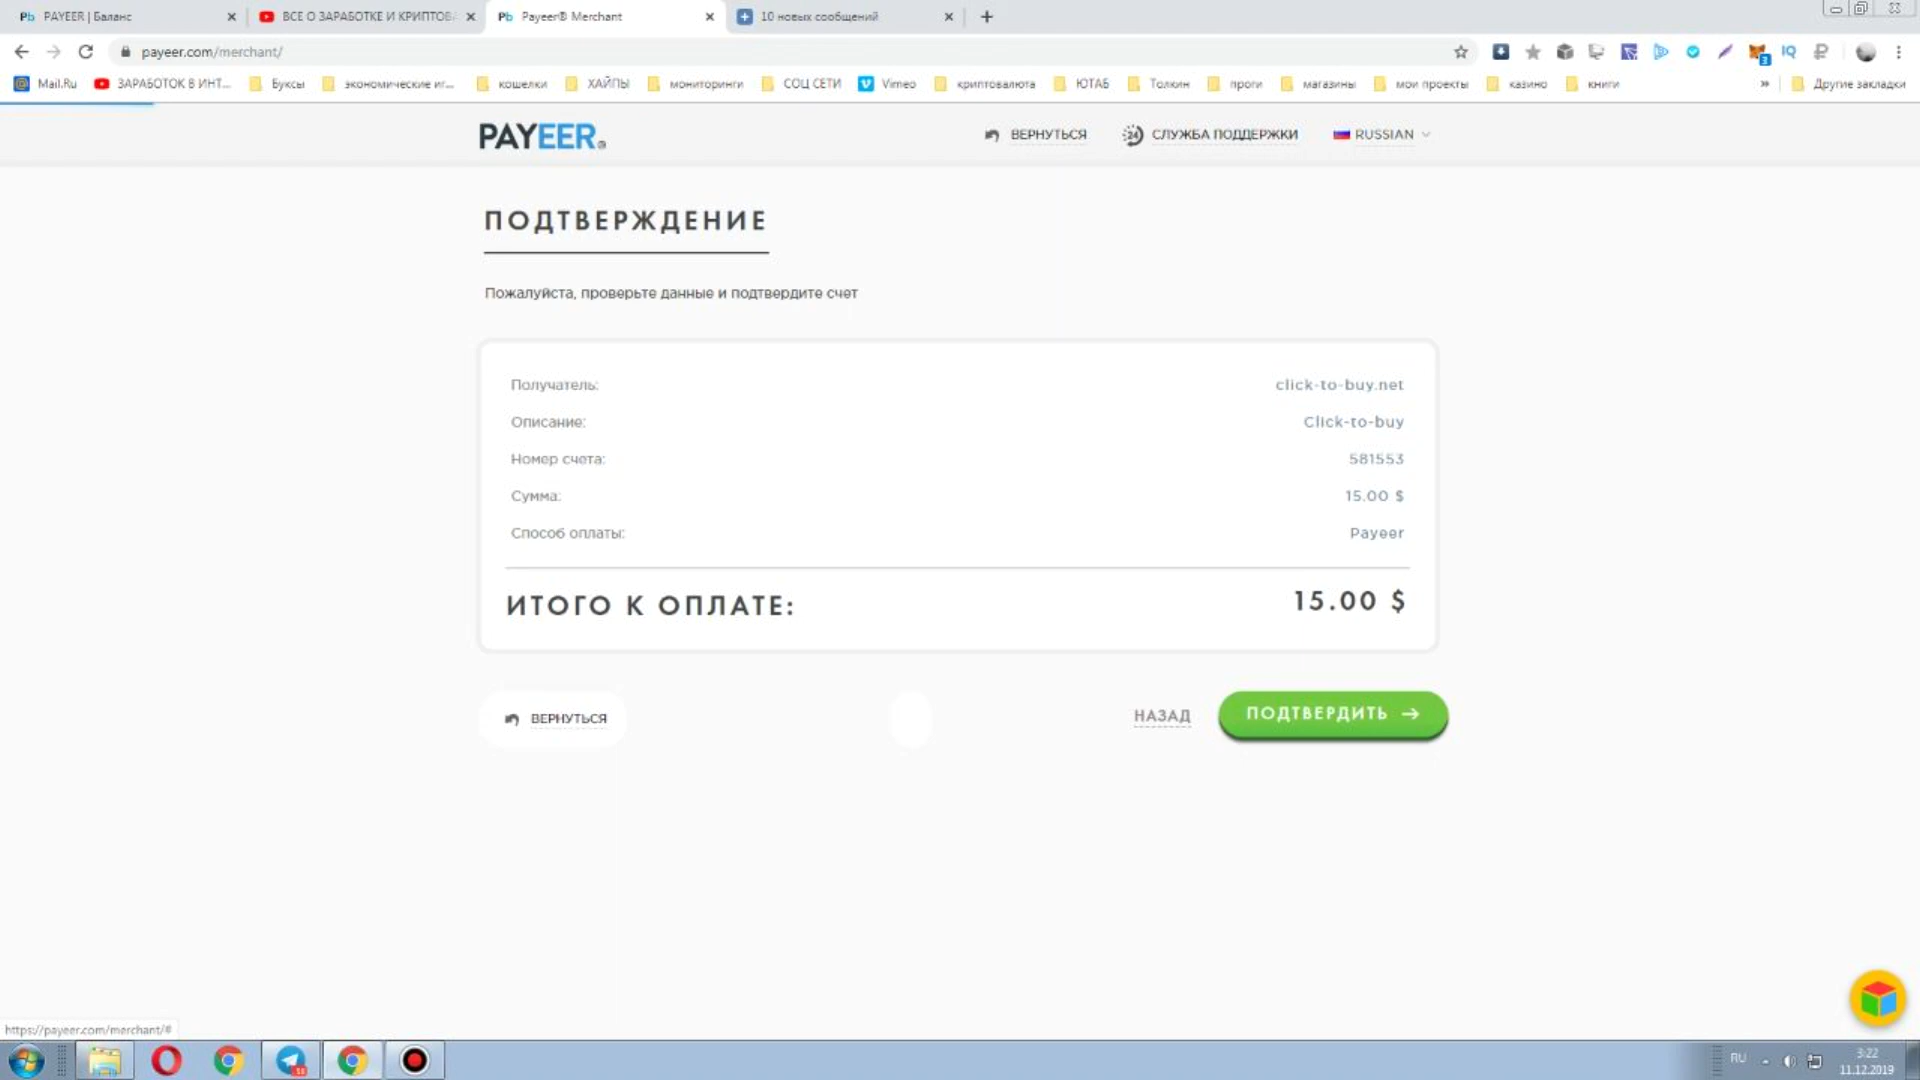 PAYEER | Баланс
ВСЕ О ЗАРАБОТКЕ И КРИПТОВА
Payeer® Merchant
10 новых сообщений
payeer.com/merchant/
Mail.Ru
ЗАРАБОТОК В ИНТ...
Буксы
экономические иг...
кошелки
ХАЙПЫ
мониторинги
СОЦ СЕТИ
Vimeo
криптовалюта
ЮТАБ
Толкин
проги
магазины
мои проекты
казино
книги
»
Другие закладки
PAYEER
ВЕРНУТЬСЯ
24
СЛУЖБА ПОДДЕРЖКИ
RUSSIAN
ПОДТВЕРЖДЕНИЕ
Пожалуйста, проверьте данные и подтвердите счет
Получатель: click-to-buy.net
Описание: Click-to-buy
Номер счета: 581553
Сумма: 15.00 $
Способ оплаты: Payeer
ИТОГО К ОПЛАТЕ: 15.00 $
ВЕРНУТЬСЯ
НАЗАД
ПОДТВЕРДИТЬ →
https://payeer.com/merchant/#
RU
3:22
11.12.2019